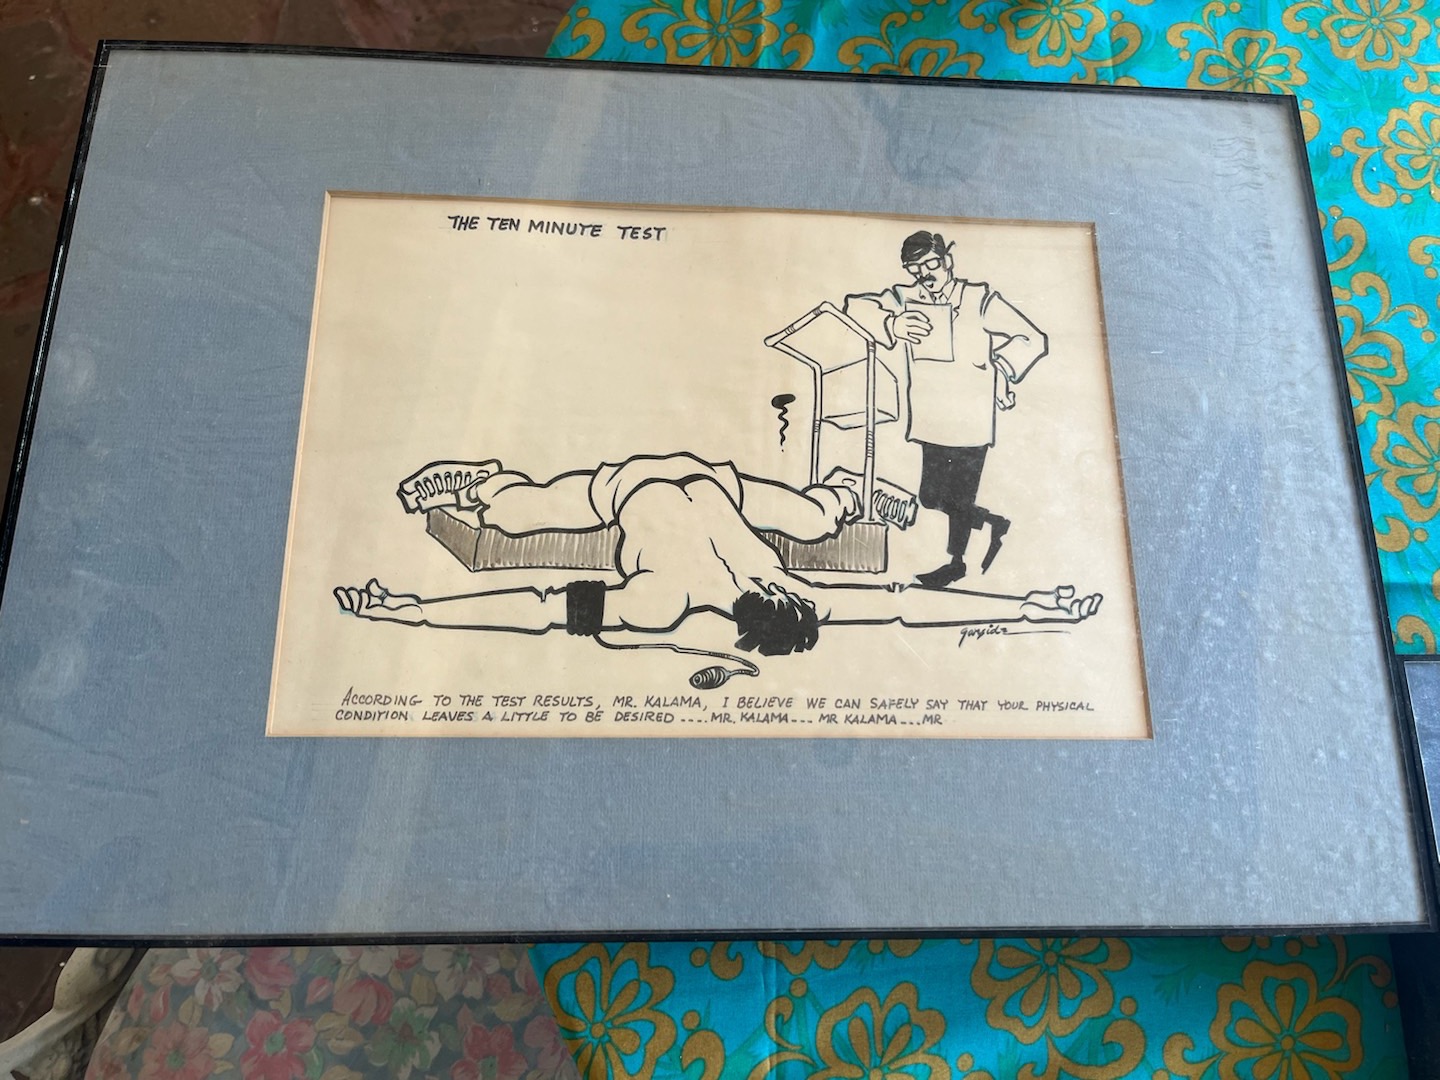 THE TEN MINUTE TEST
garside
ACCORDING TO THE TEST RESULTS, MR. KALAMA, I BELIEVE WE CAN SAFELY SAY THAT YOUR PHYSICAL
CONDITION LEAVES A LITTLE TO BE DESIRED ....MR. KALAMA... MR KALAMA...MR